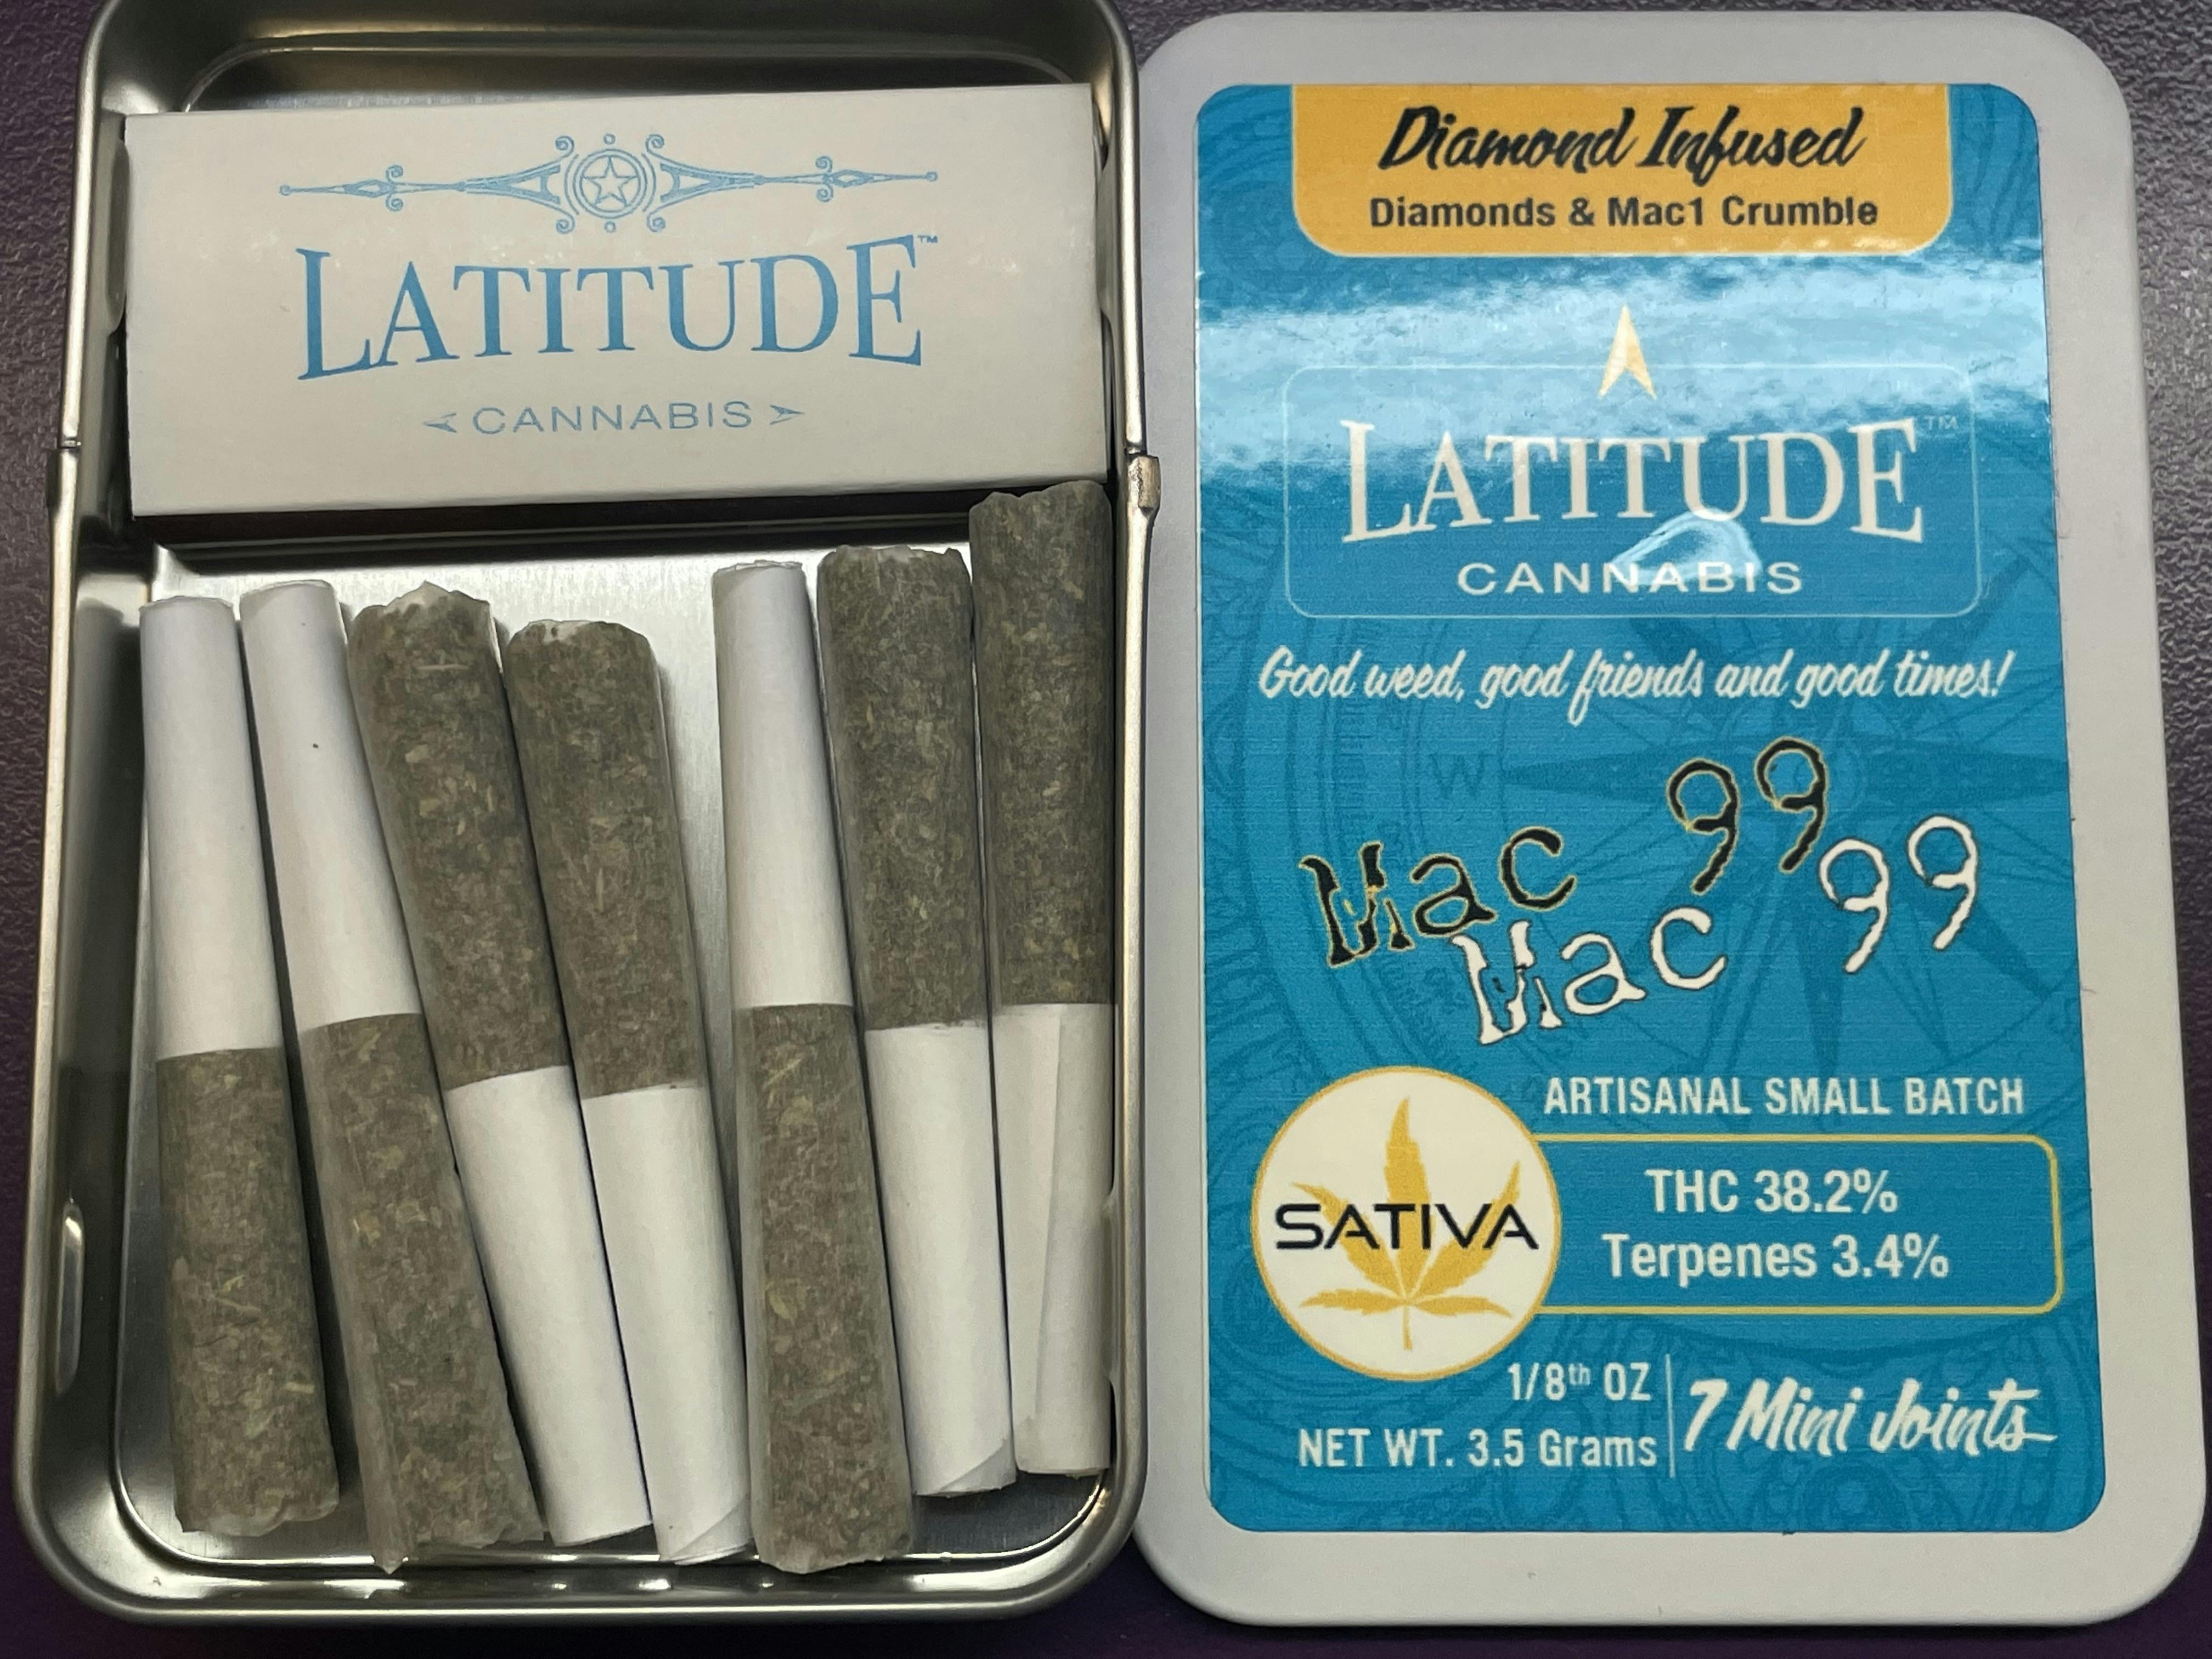 LATITUDE™
<CANNABIS>
Diamond Infused
Diamonds & Mac1 Crumble
LATITUDE™
CANNABIS
Good weed, good friends and good times!
W
Mac 99
Mac 99
ARTISANAL SMALL BATCH
SATIVA
THC 38.2%
Terpenes 3.4%
1/8th OZ
NET WT. 3.5 Grams
7 Mini Joints